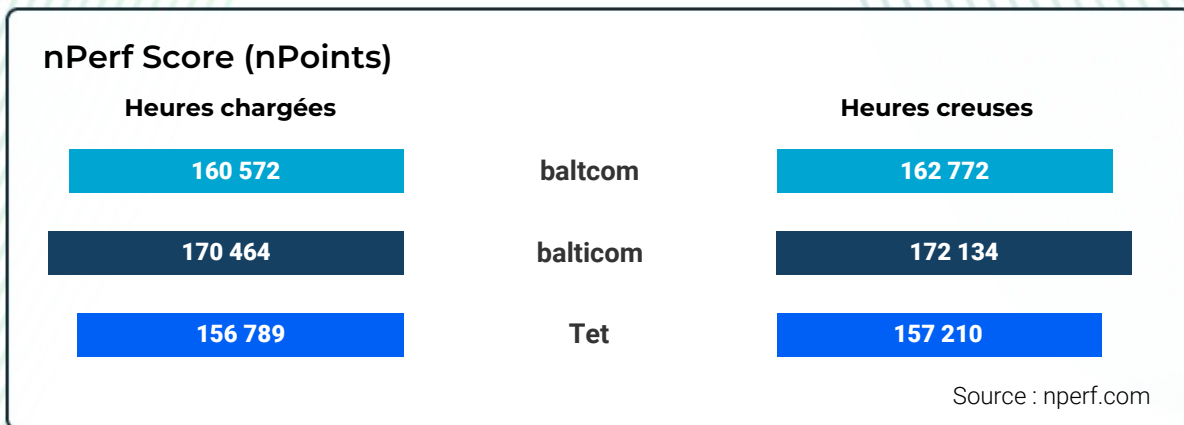 nPerf Score (nPoints)
Heures chargées Heures creuses
160 572 baltcom 162 772
170 464 balticom 172 134
156 789 Tet 157 210
Source : nperf.com